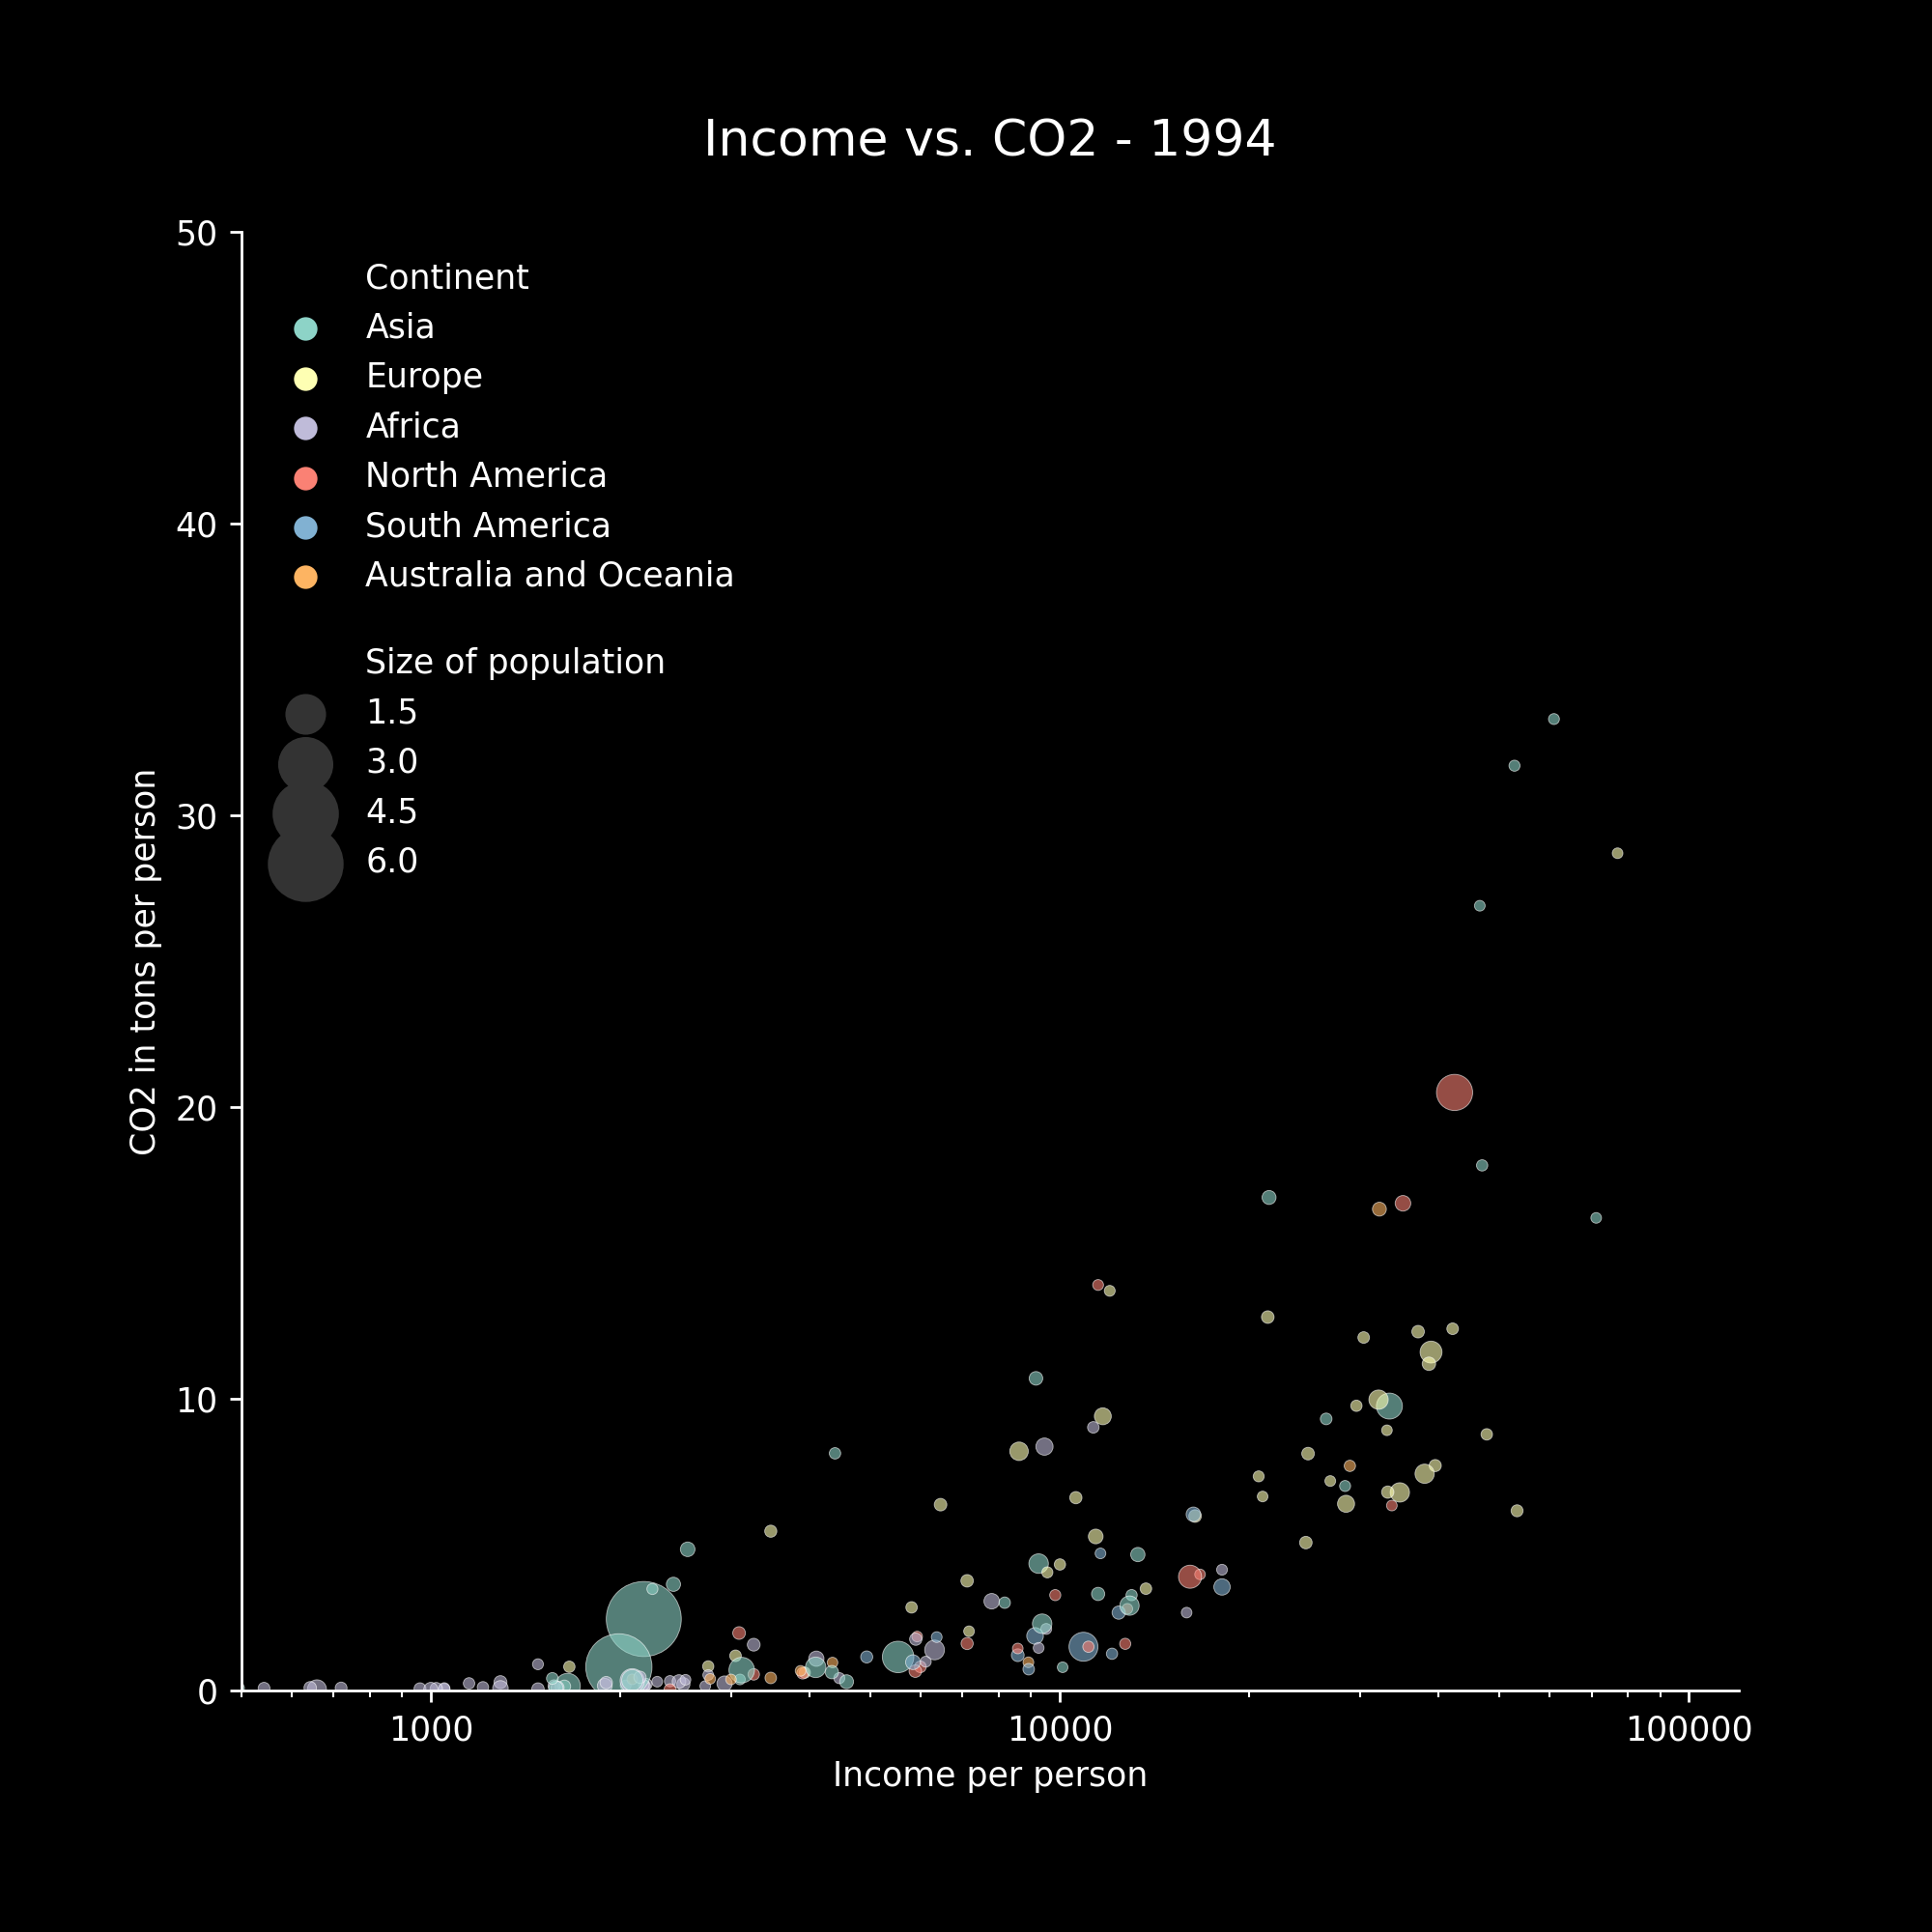 Income vs. CO2 - 1994
50
40
30
20
10
0
CO2 in tons per person
Continent
Asia
Europe
Africa
North America
South America
Australia and Oceania
Size of population
1.5
3.0
4.5
6.0
1000
10000
100000
Income per person